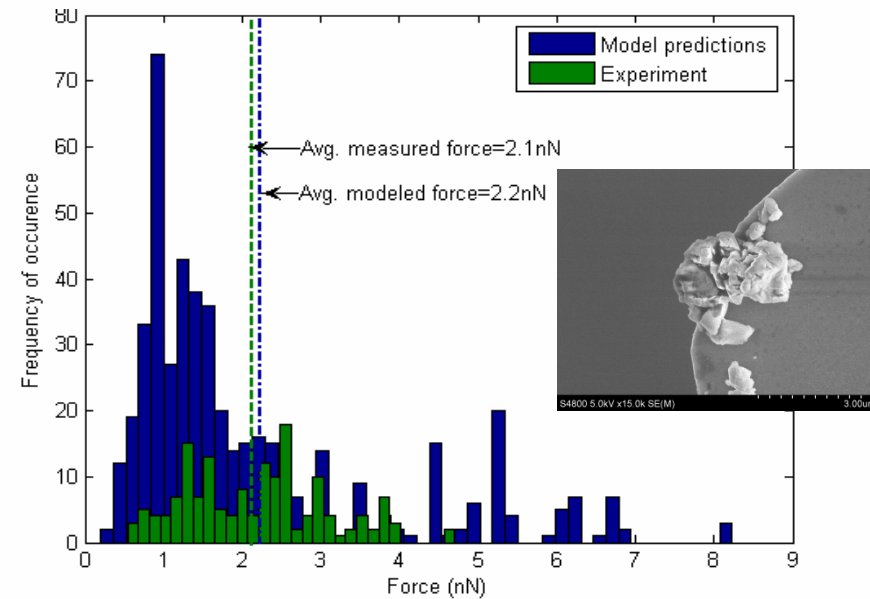 80
70
60
50
40
30
20
10
0
Frequency of occurence
Model predictions
Experiment
Avg. measured force=2.1nN
Avg. modeled force=2.2nN
S4800 5.0kV x15.0k SE(M)
3.00um
0 1 2 3 4 5 6 7 8 9
Force (nN)